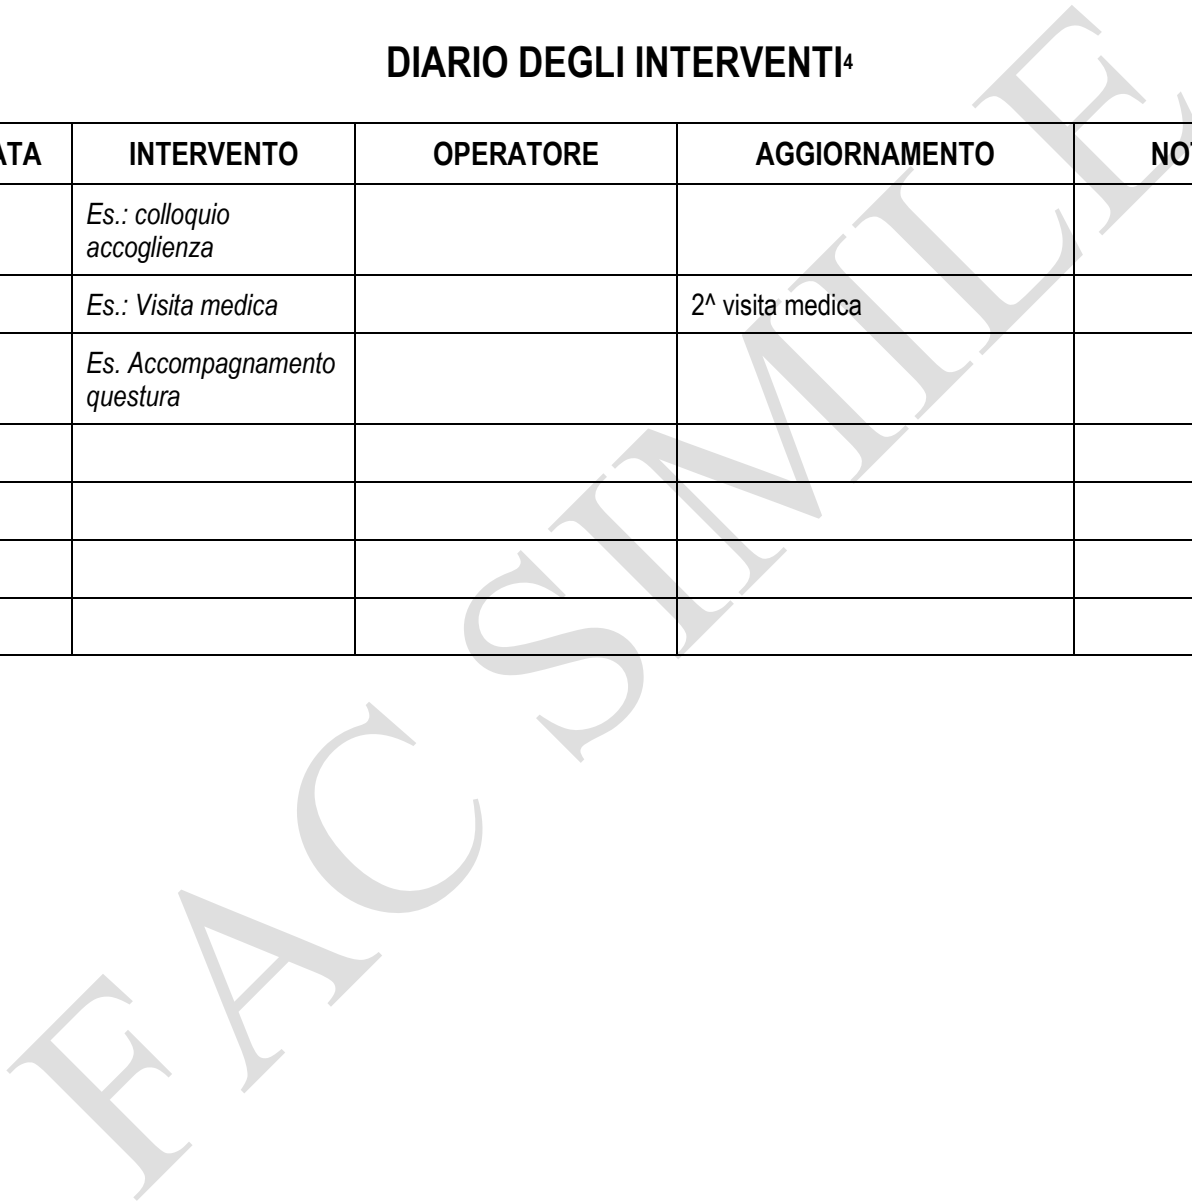 DIARIO DEGLI INTERVENTI4
ATA INTERVENTO OPERATORE AGGIORNAMENTO NOT
Es.: colloquio
accoglienza
Es.: Visita medica 2^ visita medica
Es. Accompagnamento
questura
FAC SIMILE